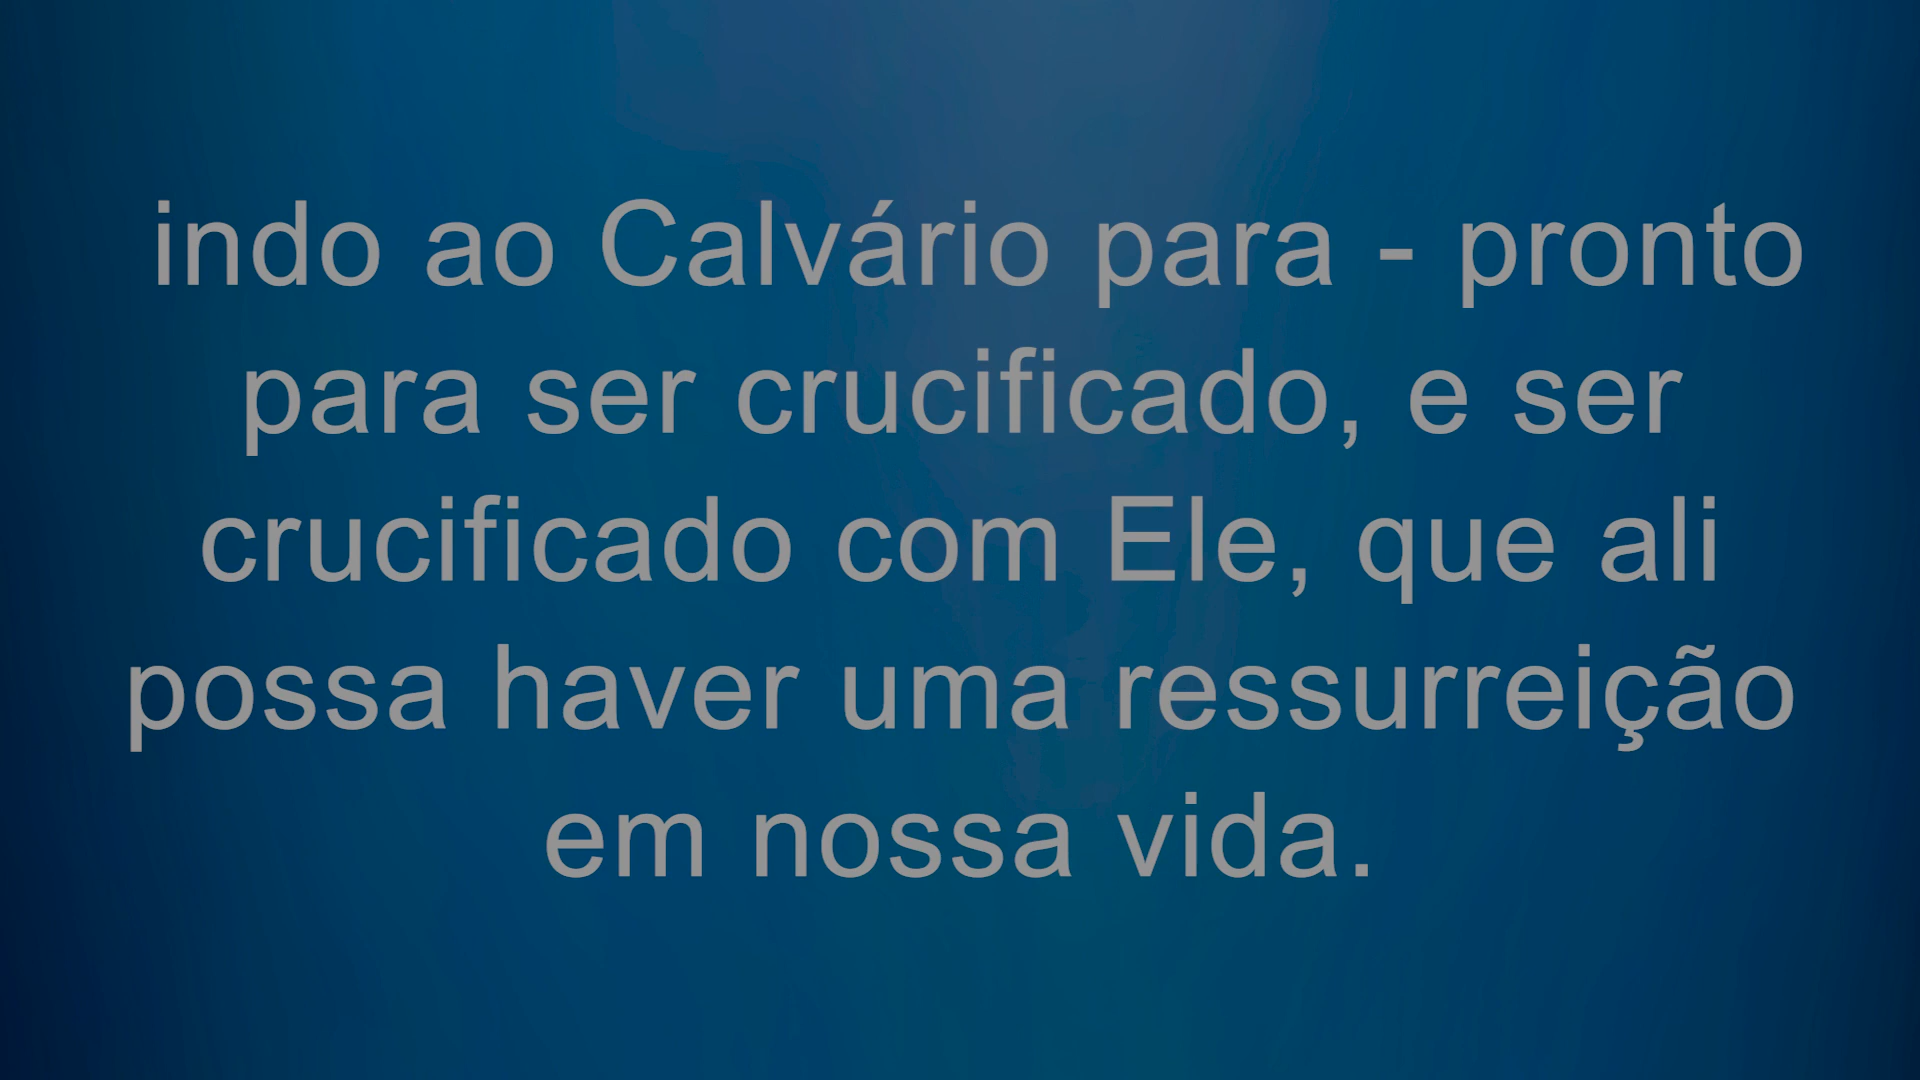 indo ao Calvário para - pronto
para ser crucificado, e ser
crucificado com Ele, que ali
possa haver uma ressurreição
em nossa vida.